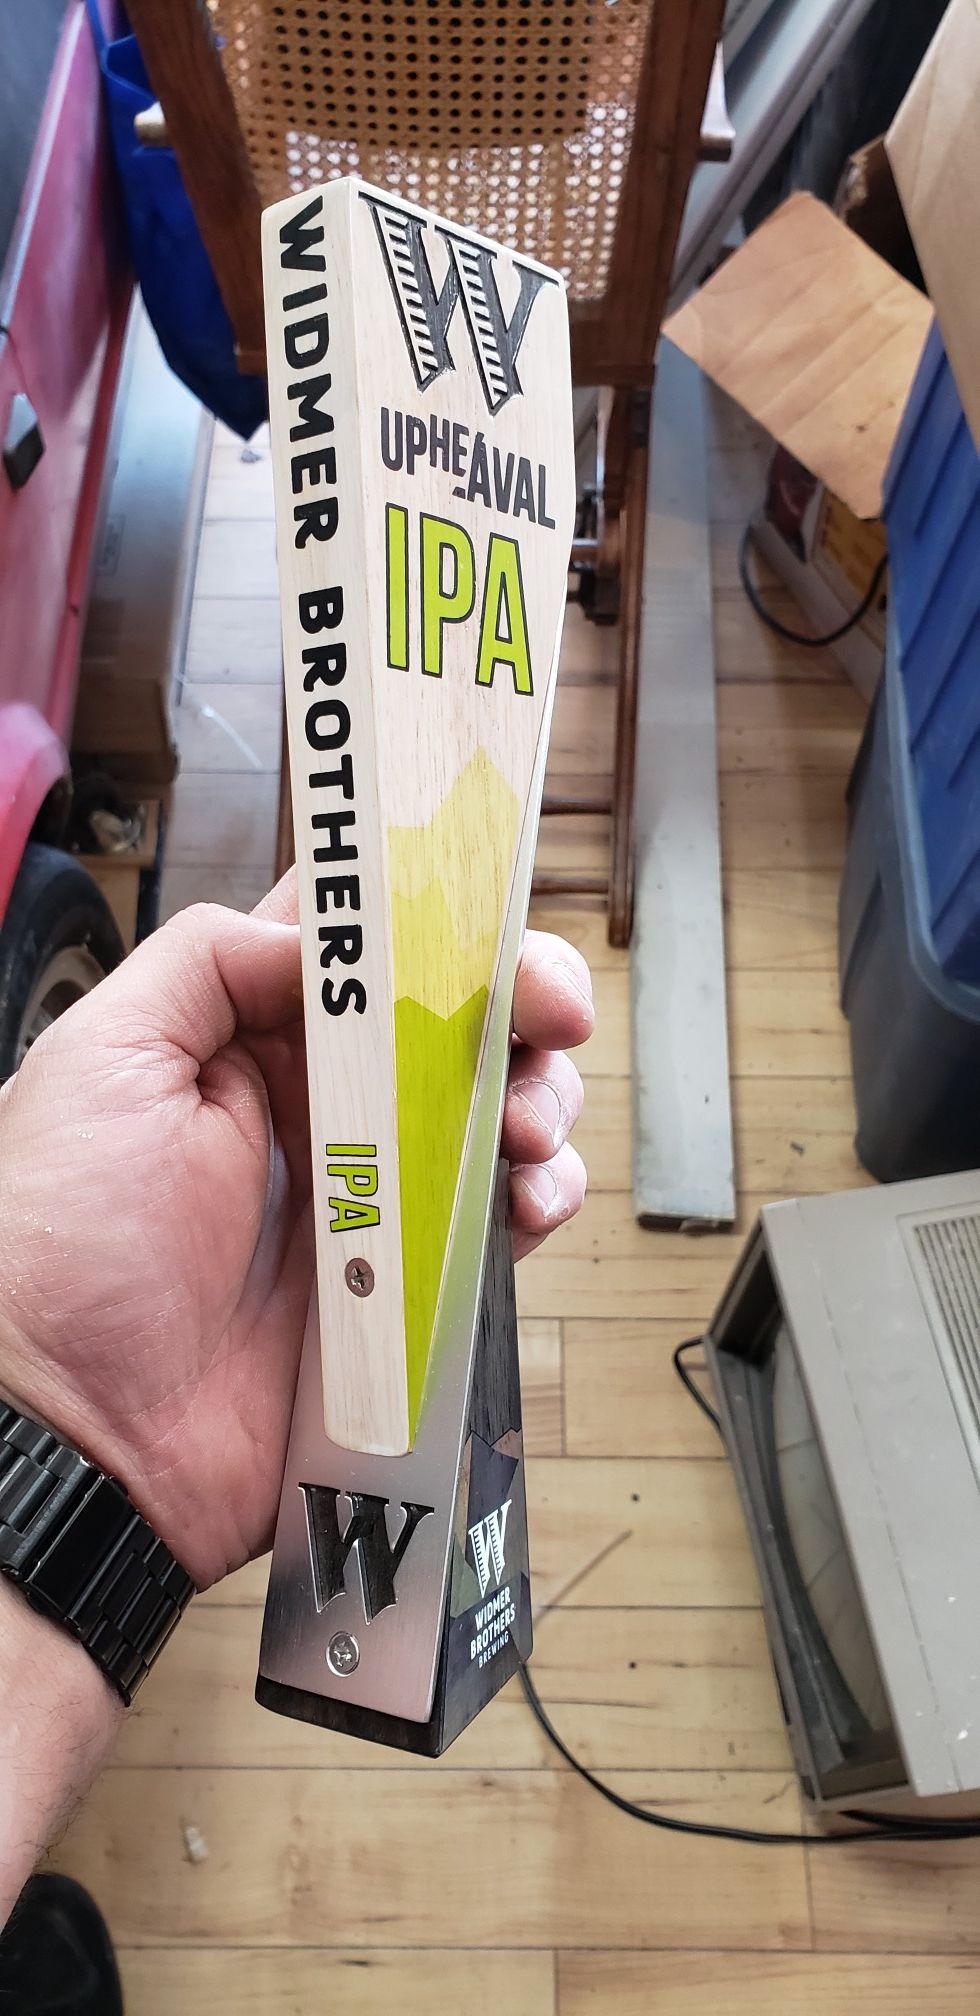 WIDMER BROTHERS
IPA
W
UPHEAVAL
IPA
W
W
WIDMER
BROTHERS
BREWING